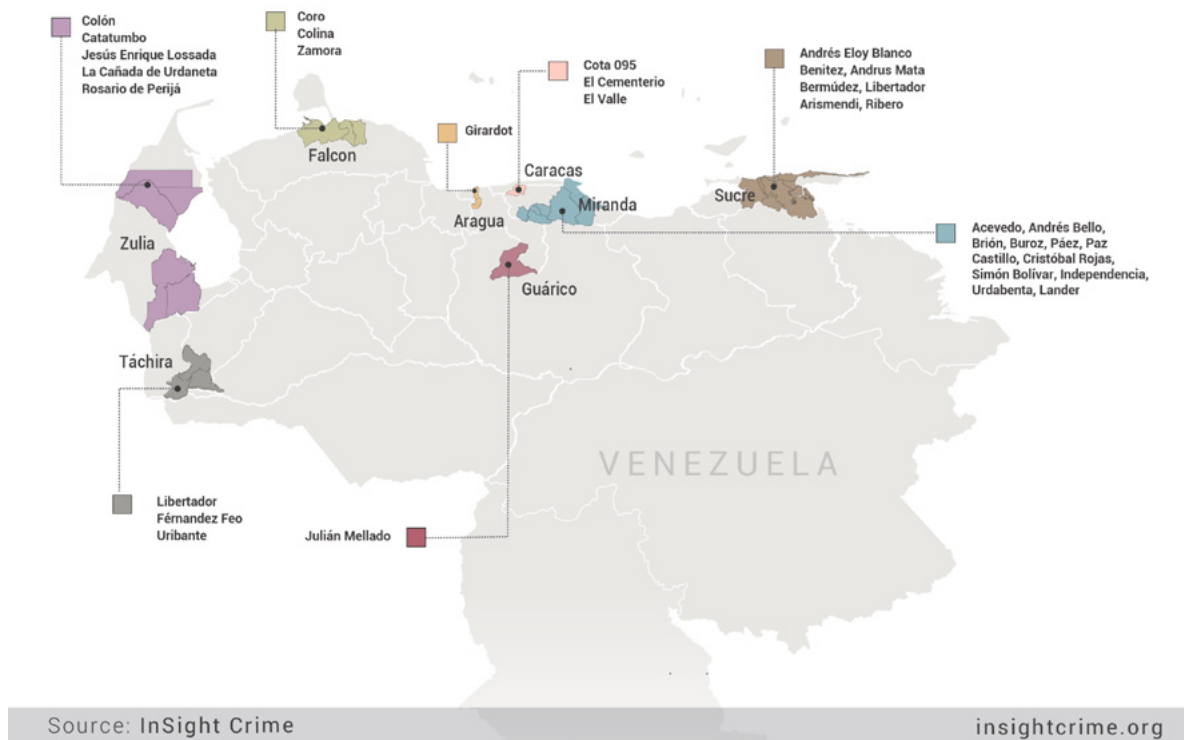 Colón
Catatumbo
Jesús Enrique Lossada
La Cañada de Urdaneta
Rosario de Perijá
Coro
Colina
Zamora
Cota 095
El Cementerio
El Valle
Andrés Eloy Blanco
Benitez, Andrus Mata
Bermúdez, Libertador
Arismendi, Ribero
Girardot
Falcon
Caracas
Aragua
Miranda
Sucre
Zulia
Guárico
Acevedo, Andrés Bello,
Brión, Buroz, Páez, Paz
Castillo, Cristóbal Rojas,
Simón Bolívar, Independencia,
Urdabenta, Lander
Táchira
VENEZUELA
Libertador
Férnandez Feo
Uribante
Julián Mellado
Source: InSight Crime
insightcrime.org